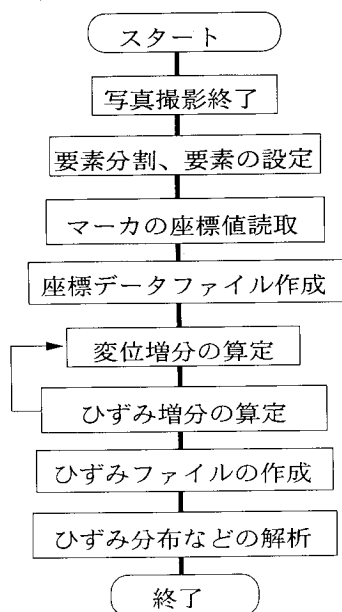 スタート
写真撮影終了
要素分割、要素の設定
マーカの座標値読取
座標データファイル作成
変位増分の算定
ひずみ増分の算定
ひずみファイルの作成
ひずみ分布などの解析
終了